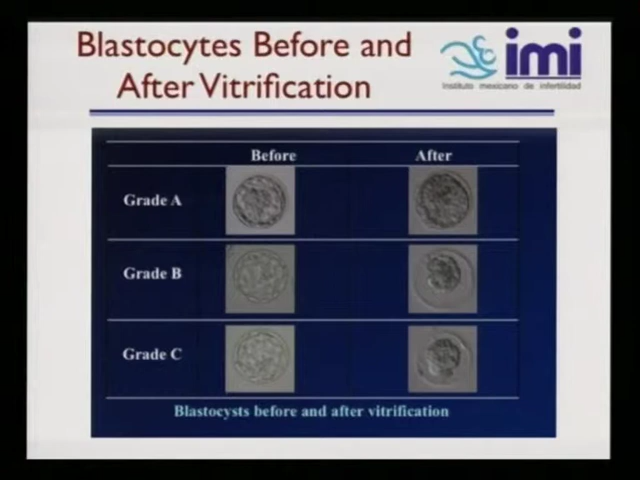 Blastocytes Before and
After Vitrification
imi
Instituto mexicano de infertilidad
Before After
Grade A
Grade B
Grade C
Blastocysts before and after vitrification